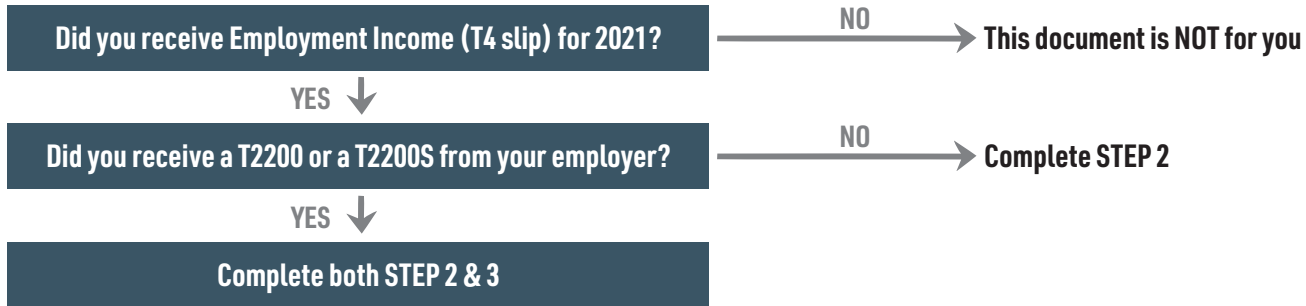 Did you receive Employment Income (T4 slip) for 2021?
NO
This document is NOT for you
YES
Did you receive a T2200 or a T2200S from your employer?
NO
Complete STEP 2
YES
Complete both STEP 2 & 3